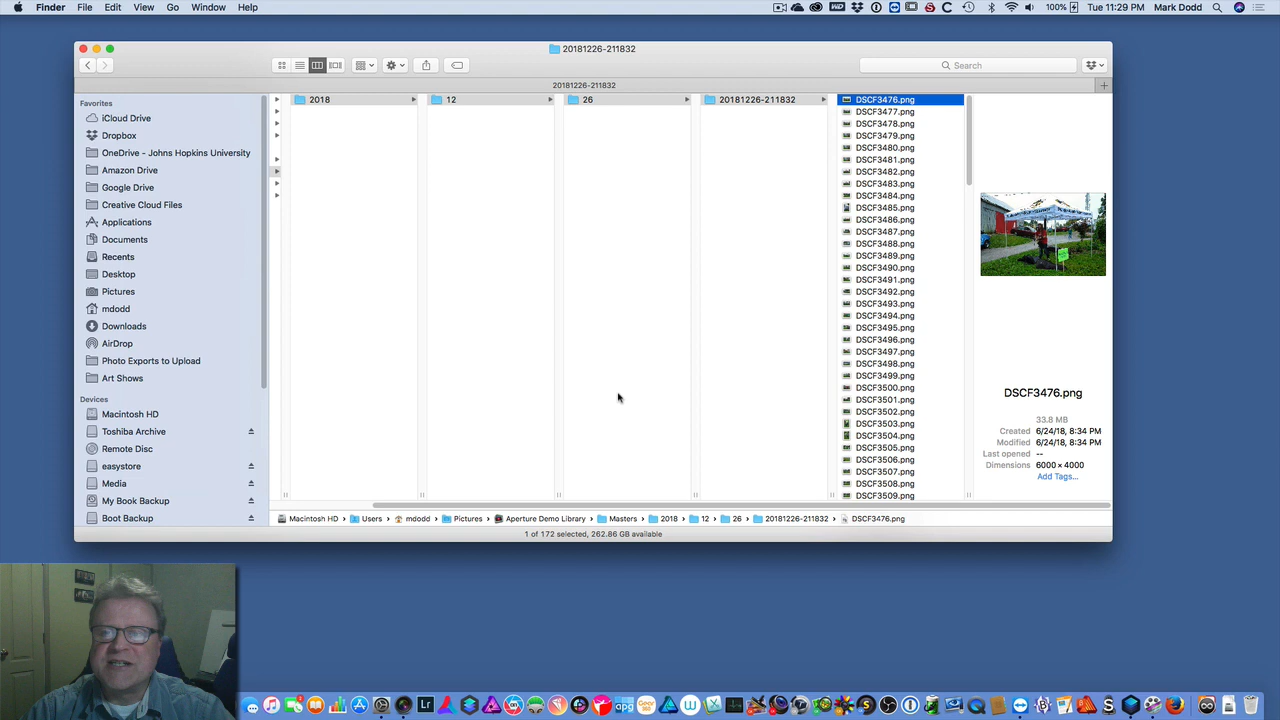 Finder File Edit View Go Window Help 100% Tue 11:29 PM Mark Dodd
20181226-211832
Search
20181226-211832
Favorites
iCloud Drive
Dropbox
OneDrive - Johns Hopkins University
Amazon Drive
Google Drive
Creative Cloud Files
Applications
Documents
Recents
Desktop
Pictures
mdodd
Downloads
AirDrop
Photo Exports to Upload
Art Shows
Devices
Macintosh HD
Toshiba Archive
Remote Disc
easystore
Media
My Book Backup
Boot Backup
2018
12
26
20181226-211832
DSCF3476.png
DSCF3477.png
DSCF3478.png
DSCF3479.png
DSCF3480.png
DSCF3481.png
DSCF3482.png
DSCF3483.png
DSCF3484.png
DSCF3485.png
DSCF3486.png
DSCF3487.png
DSCF3488.png
DSCF3489.png
DSCF3490.png
DSCF3491.png
DSCF3492.png
DSCF3493.png
DSCF3494.png
DSCF3495.png
DSCF3496.png
DSCF3497.png
DSCF3498.png
DSCF3499.png
DSCF3500.png
DSCF3501.png
DSCF3502.png
DSCF3503.png
DSCF3504.png
DSCF3505.png
DSCF3506.png
DSCF3507.png
DSCF3508.png
DSCF3509.png
DSCF3476.png
33.8 MB
Created 6/24/18, 8:34 PM
Modified 6/24/18, 8:34 PM
Last opened --
Dimensions 6000 × 4000
Add Tags...
Macintosh HD Users mdodd Pictures Aperture Demo Library Masters 2018 12 26 20181226-211832 DSCF3476.png
1 of 172 selected, 262.86 GB available
Lr apg Gear 360